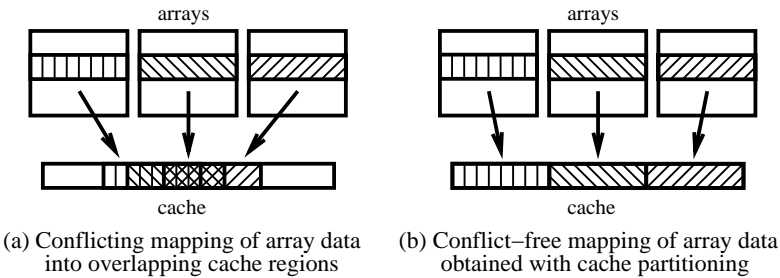 arrays
arrays
cache
cache
(a) Conflicting mapping of array data
into overlapping cache regions
(b) Conflict−free mapping of array data
obtained with cache partitioning